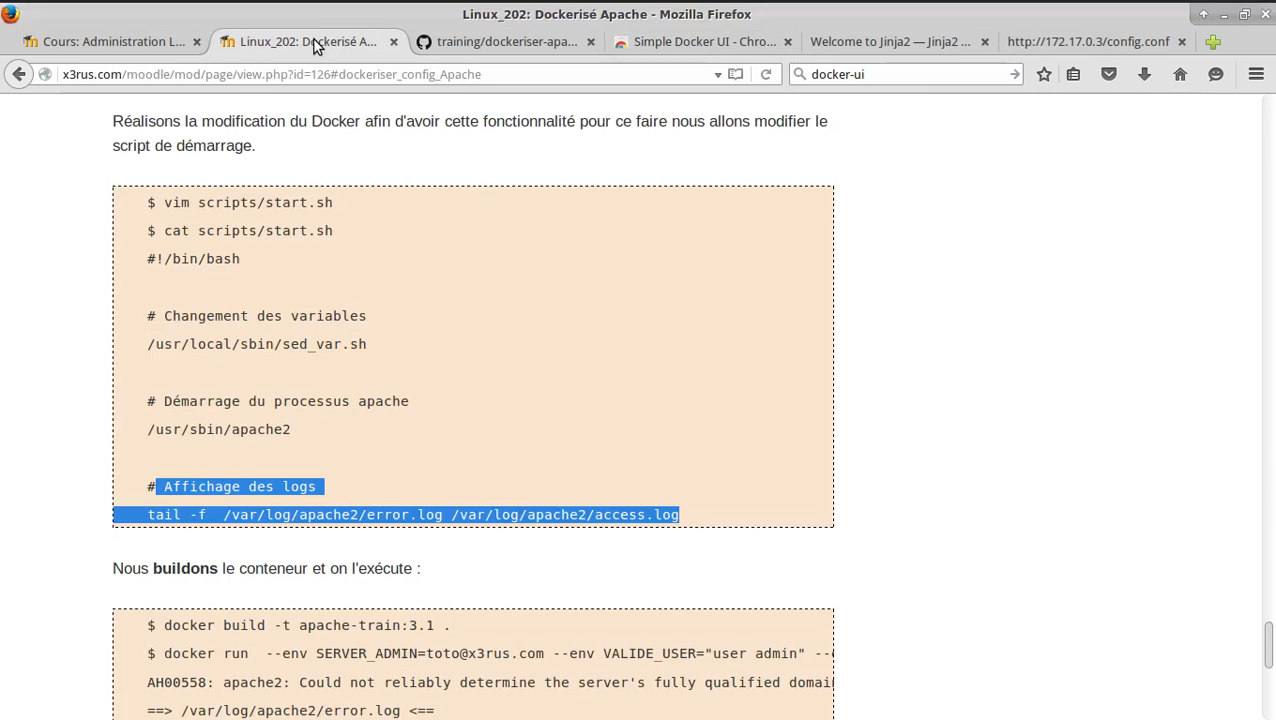 Linux_202: Dockerisé Apache - Mozilla Firefox
Cours: Administration L...
Linux_202: Dockerisé A...
training/dockeriser-apa...
Simple Docker UI - Chro...
Welcome to Jinja2 — Jinja2 ...
http://172.17.0.3/config.conf
x3rus.com/moodle/mod/page/view.php?id=126#dockeriser_config_Apache
docker-ui
Réalisons la modification du Docker afin d'avoir cette fonctionnalité pour ce faire nous allons modifier le
script de démarrage.
$ vim scripts/start.sh
$ cat scripts/start.sh
#!/bin/bash
# Changement des variables
/usr/local/sbin/sed_var.sh
# Démarrage du processus apache
/usr/sbin/apache2
# Affichage des logs
tail -f  /var/log/apache2/error.log /var/log/apache2/access.log
Nous buildons le conteneur et on l'exécute :
$ docker build -t apache-train:3.1 .
$ docker run  --env SERVER_ADMIN=toto@x3rus.com --env VALIDE_USER="user admin" --
AH00558: apache2: Could not reliably determine the server's fully qualified domai
==> /var/log/apache2/error.log <==